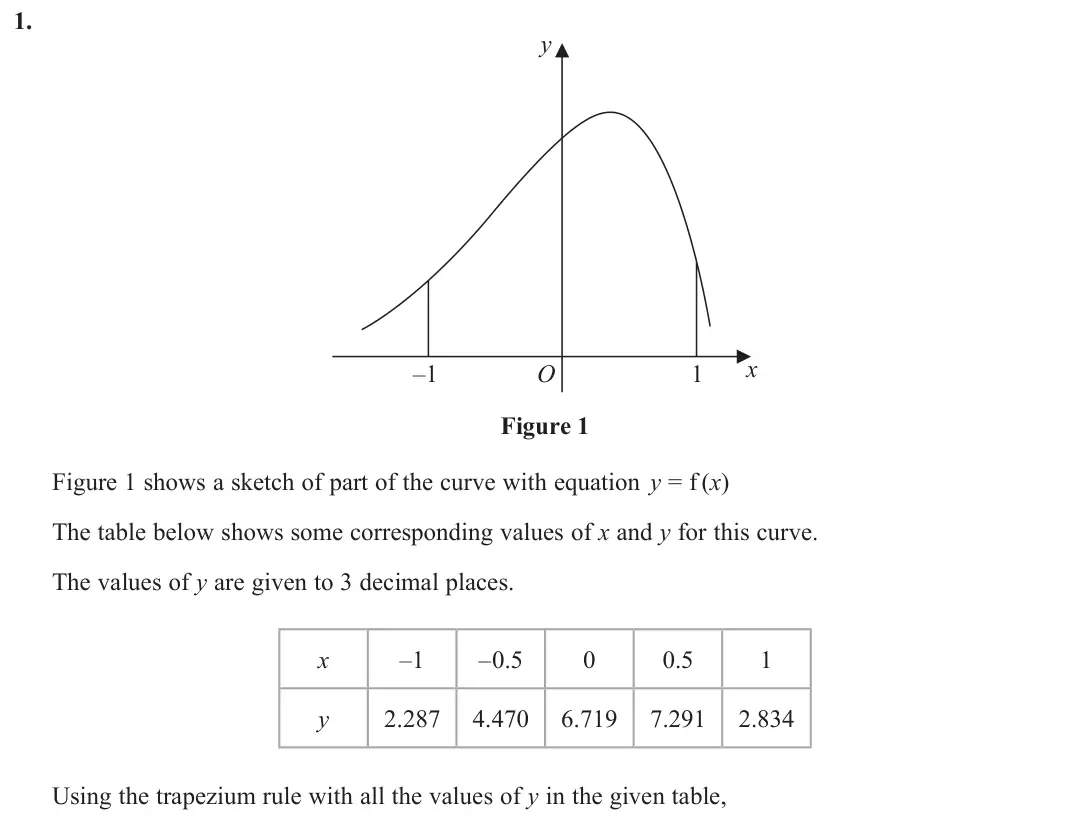 1.
y
–1
O
1
x
Figure 1
Figure 1 shows a sketch of part of the curve with equation y = f(x)
The table below shows some corresponding values of x and y for this curve.
The values of y are given to 3 decimal places.
x –1 –0.5 0 0.5 1
y 2.287 4.470 6.719 7.291 2.834
Using the trapezium rule with all the values of y in the given table,